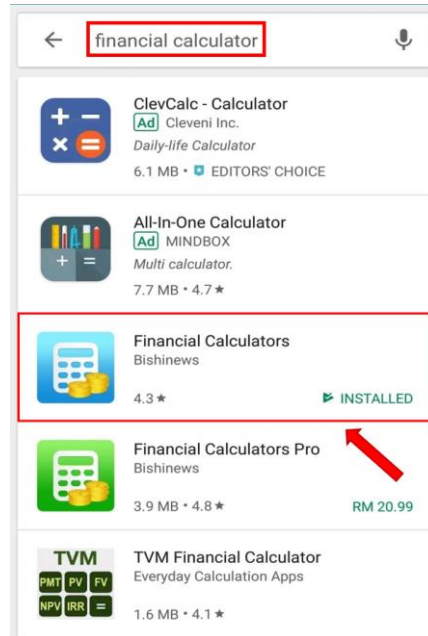 financial calculator
ClevCalc - Calculator
Ad Cleveni Inc.
Daily-life Calculator
6.1 MB • EDITORS' CHOICE
All-In-One Calculator
Ad MINDBOX
Multi calculator.
7.7 MB • 4.7 ★
Financial Calculators
Bishinews
4.3 ★ INSTALLED
Financial Calculators Pro
Bishinews
3.9 MB • 4.8 ★ RM 20.99
TVM
PMT PV FV
NPV IRR =
TVM Financial Calculator
Everyday Calculation Apps
1.6 MB • 4.1 ★